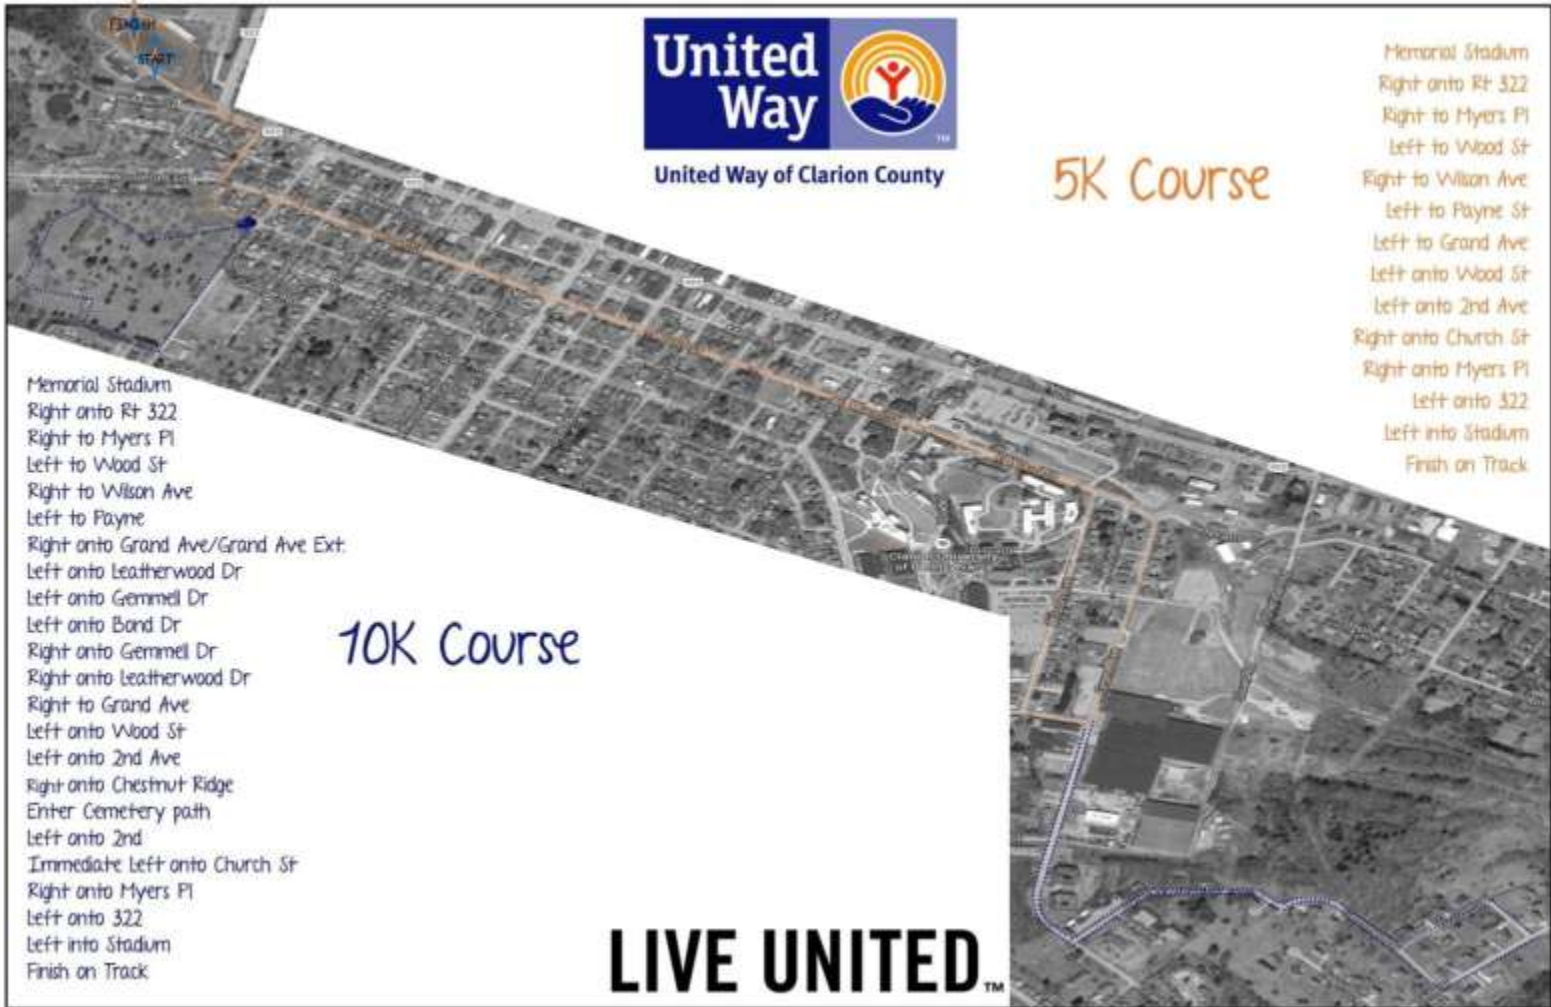 FINISH
START
United
Way
TM
United Way of Clarion County
5K Course
Memorial Stadium
Right onto Rt 322
Right to Myers Pl
Left to Wood St
Right to Wilson Ave
Left to Payne St
Left to Grand Ave
Left onto Wood St
Left onto 2nd Ave
Right onto Church St
Right onto Myers Pl
Left onto 322
Left into Stadium
Finish on Track
Memorial Stadium
Right onto Rt 322
Right to Myers Pl
Left to Wood St
Right to Wilson Ave
Left to Payne
Right onto Grand Ave/Grand Ave Ext.
Left onto Leatherwood Dr
Left onto Gemmell Dr
Left onto Bond Dr
Right onto Gemmell Dr
Right onto Leatherwood Dr
Right to Grand Ave
Left onto Wood St
Left onto 2nd Ave
Right onto Chestnut Ridge
Enter Cemetery path
Left onto 2nd
Immediate Left onto Church St
Right onto Myers Pl
Left onto 322
Left into Stadium
Finish on Track
10K Course
LIVE UNITED TM